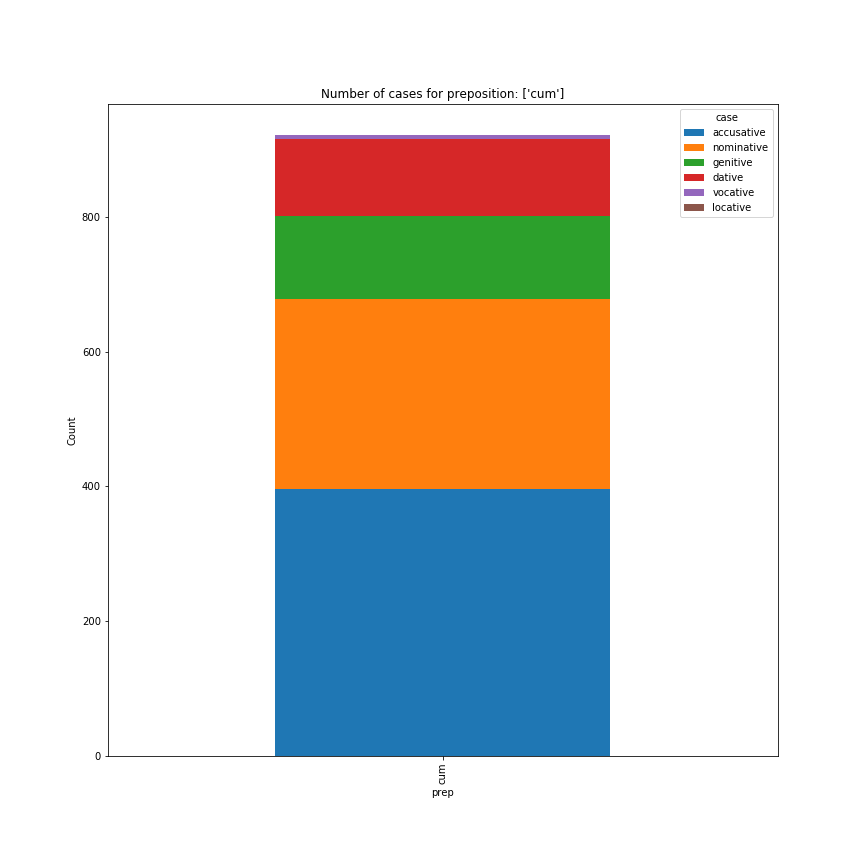 Number of cases for preposition: ['cum']
case
accusative
nominative
genitive
dative
vocative
locative
800
600
400
200
0
Count
cum
prep